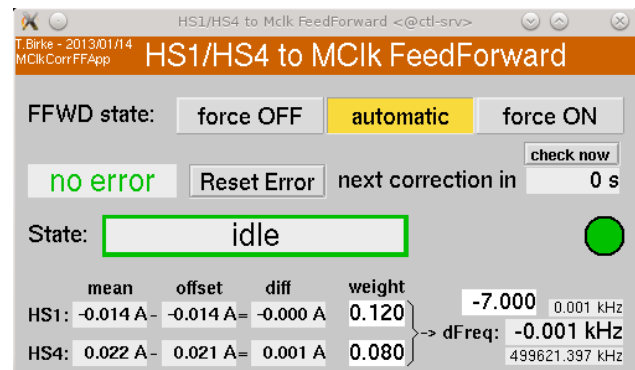 HS1/HS4 to Mclk FeedForward <@ctl-srv>
T.Birke - 2013/01/14
MClkCorrFFApp
HS1/HS4 to MClk FeedForward
FFWD state: force OFF automatic force ON
check now
no error Reset Error next correction in 0 s
State: idle
mean offset diff weight
-7.000 0.001 kHz
HS1: -0.014 A - -0.014 A = -0.000 A 0.120
-> dFreq: -0.001 kHz
HS4: 0.022 A - 0.021 A = 0.001 A 0.080
499621.397 kHz